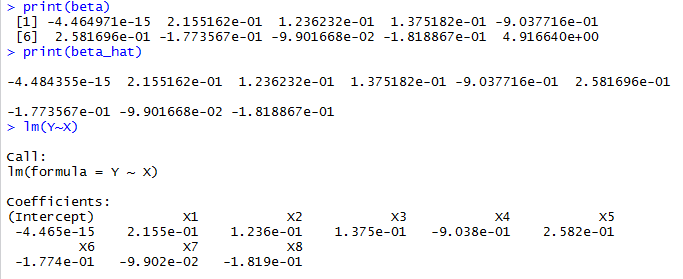 > print(beta)
[1] -4.464971e-15 2.155162e-01 1.236232e-01 1.375182e-01 -9.037716e-01
[6] 2.581696e-01 -1.773567e-01 -9.901668e-02 -1.818867e-01 4.916640e+00
> print(beta_hat)
-4.484355e-15 2.155162e-01 1.236232e-01 1.375182e-01 -9.037716e-01 2.581696e-01
-1.773567e-01 -9.901668e-02 -1.818867e-01
> lm(Y~X)
Call:
lm(formula = Y ~ X)
Coefficients:
(Intercept) X1 X2 X3 X4 X5
-4.465e-15 2.155e-01 1.236e-01 1.375e-01 -9.038e-01 2.582e-01
X6 X7 X8
-1.774e-01 -9.902e-02 -1.819e-01